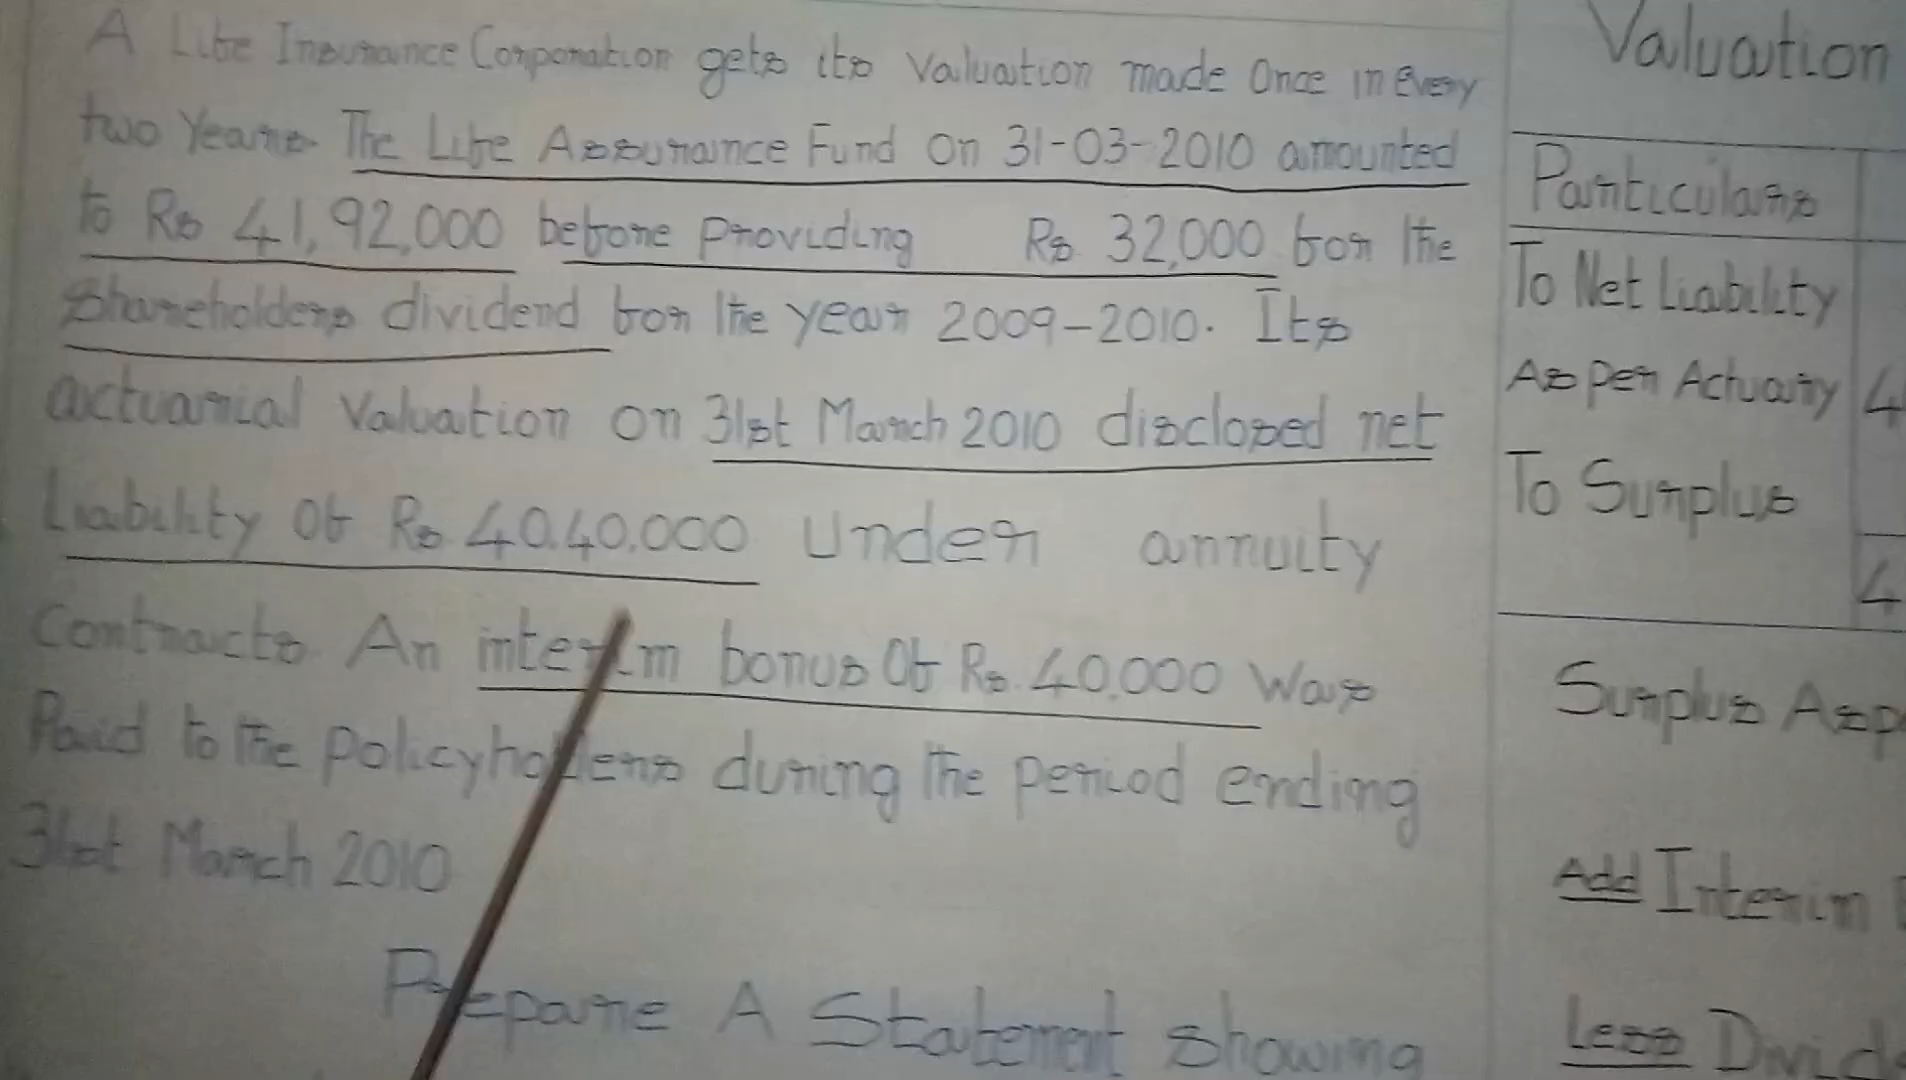 A Life Insurance Corporation gets its Valuation made Once in Every
two Years. The Life Assurance Fund On 31-03-2010 amounted
to Rs 41,92,000 before Providing Rs. 32,000 for the
Shareholders dividend for the year 2009-2010. Its
actuarial Valuation on 31st March 2010 disclosed net
Liability Of Rs. 40,40,000 Under annuity
Contracts. An interim bonus Of Rs. 40,000 Was
Paid to the policyholders during the period ending
31st March 2010
Prepare A Statement Showing
Valuation
Particulars
To Net Liability
As per Actuary 4
To Surplus
4
Surplus As
Add Interim
Less